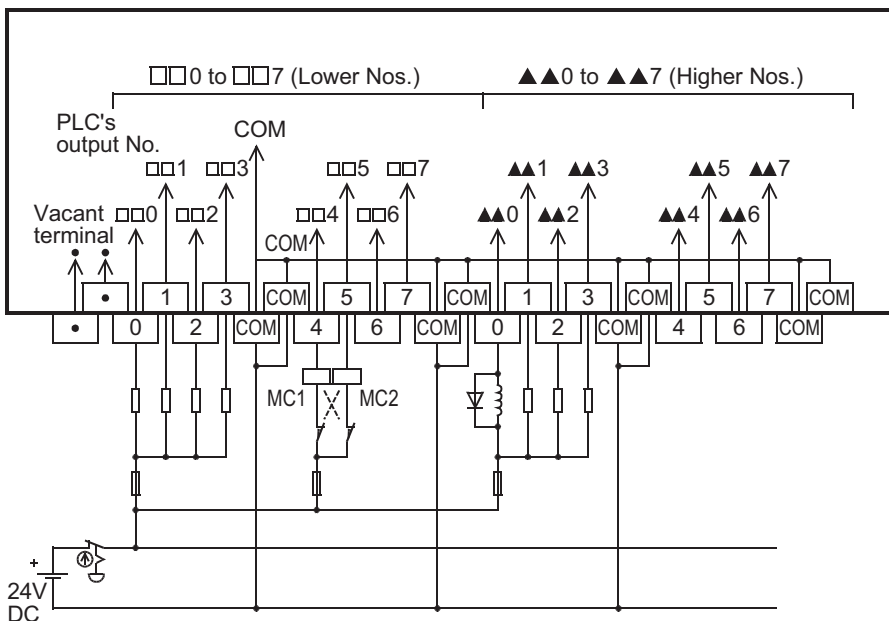 □□0 to □□7 (Lower Nos.) ▲▲0 to ▲▲7 (Higher Nos.)
PLC's
output No.
COM
□□1 □□3 □□5 □□7 ▲▲1 ▲▲3 ▲▲5 ▲▲7
Vacant
terminal
□□0 □□2 □□4 □□6 ▲▲0 ▲▲2 ▲▲4 ▲▲6
COM
1 3 COM 5 7 COM 1 3 COM 5 7 COM
0 2 COM 4 6 COM 0 2 COM 4 6 COM
MC1 MC2
+
24V
DC